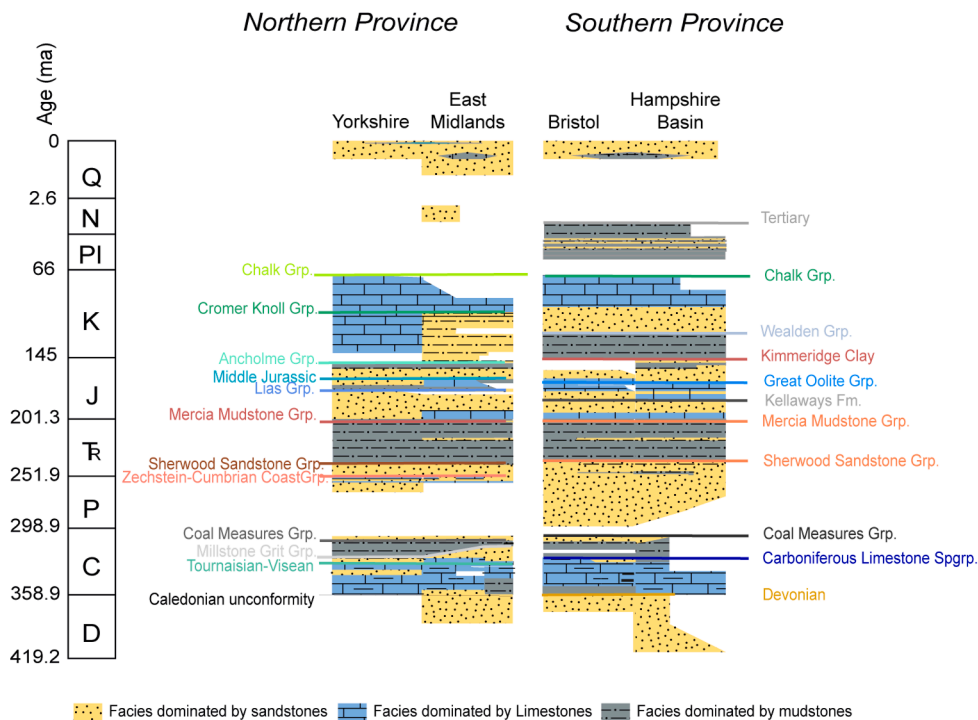 Northern Province
Southern Province
Age (ma)
Yorkshire
East
Midlands
Bristol
Hampshire
Basin
0
Q
2.6
N
Tertiary
Pl
66
Chalk Grp.
Chalk Grp.
Cromer Knoll Grp.
K
Wealden Grp.
145
Ancholme Grp.
Kimmeridge Clay
Middle Jurassic
Great Oolite Grp.
Lias Grp.
J
Kellaways Fm.
201.3
Mercia Mudstone Grp.
Mercia Mudstone Grp.
TR
Sherwood Sandstone Grp.
Sherwood Sandstone Grp.
251.9
Zechstein-Cumbrian CoastGrp.
P
298.9
Coal Measures Grp.
Coal Measures Grp.
Millstone Grit Grp.
C
Tournaisian-Visean
Carboniferous Limestone Spgrp.
358.9
Caledonian unconformity
Devonian
D
419.2
Facies dominated by sandstones
Facies dominated by Limestones
Facies dominated by mudstones